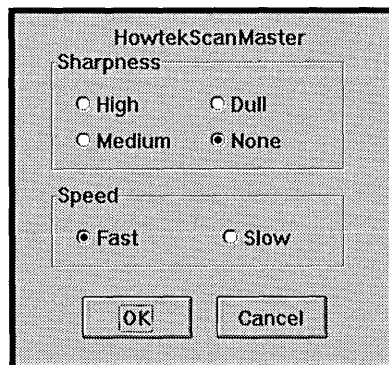 HowtekScanMaster
Sharpness
High Dull
Medium None
Speed
Fast Slow
OK Cancel